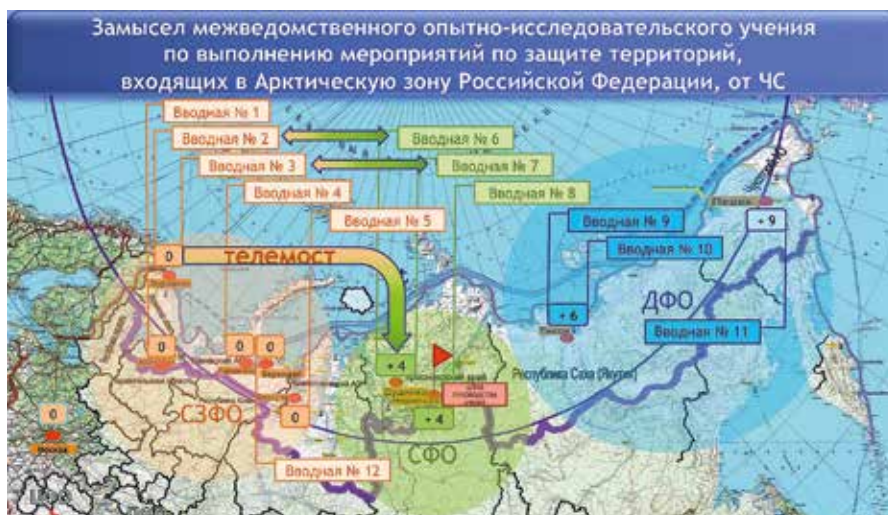 Замысел межведомственного опытно-исследовательского учения
по выполнению мероприятий по защите территорий,
входящих в Арктическую зону Российской Федерации, от ЧС
Вводная № 1
Вводная № 2
Вводная № 6
Вводная № 3
Вводная № 7
Вводная № 4
Вводная № 8
Вводная № 5
Вводная № 9
+ 9
Вводная № 10
0
ТЕЛЕМОСТ
ДФО
+ 6
Вводная № 11
0
0
0
+ 4
Республика Саха (Якутия)
0
СЗФО
0
+ 4
Москва
СФО
Вводная № 12
ЦФО